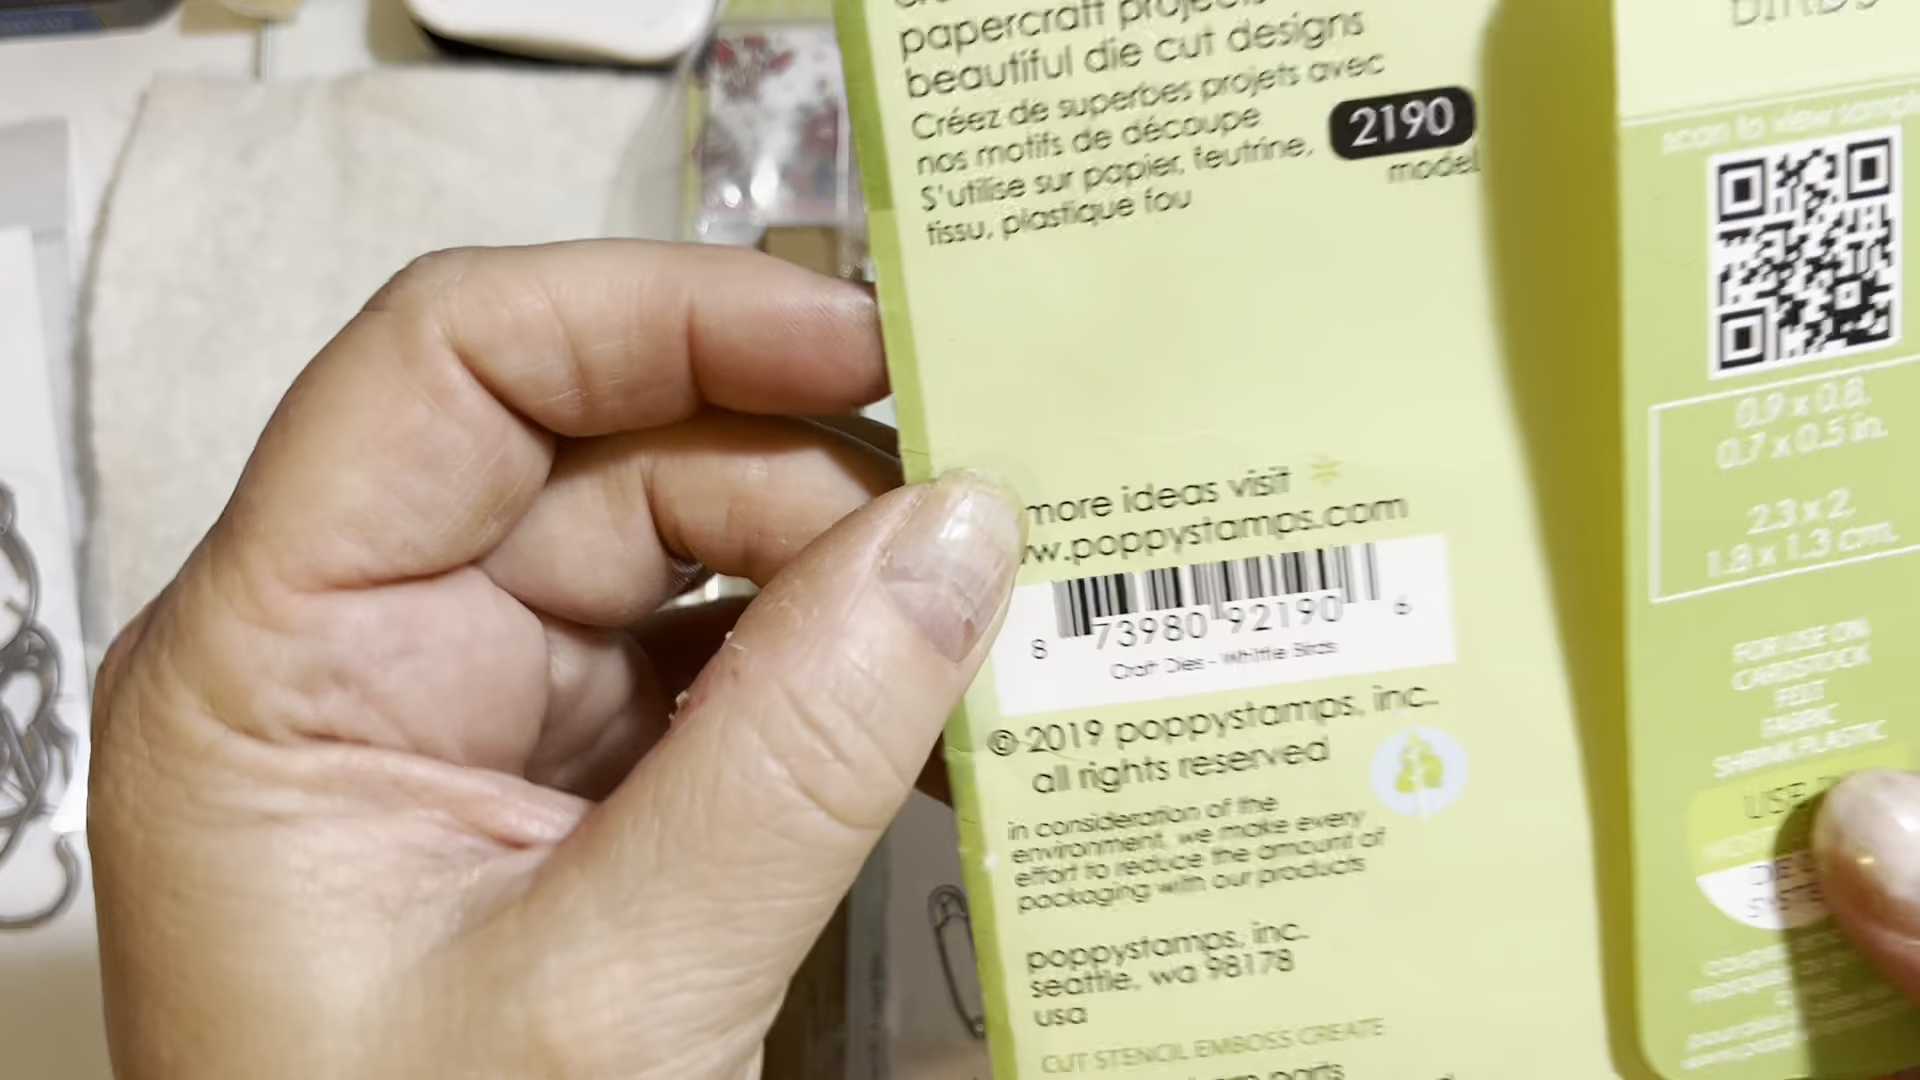 papercraft projects
beautiful die cut designs
Créez de superbes projets avec
nos motifs de découpe
S'utilise sur papier, feutrine,
tissu, plastique fou
2190
model
more ideas visit
w.poppystamps.com
8 73980 92190 6
Craft Dies - Whittle Birds
© 2019 poppystamps, inc.
all rights reserved
in consideration of the
environment, we make every
effort to reduce the amount of
packaging with our products
poppystamps, inc.
seattle, wa 98178
usa
CUT STENCIL EMBOSS CREATE
parts
BIRDS
scan to view sample
0.9 x 0.8,
0.7 x 0.5 in.
2.3 x 2,
1.8 x 1.3 cm.
FOR USE ON
CARDSTOCK
FELT
FABRIC
SHRINK PLASTIC
USE
DIE